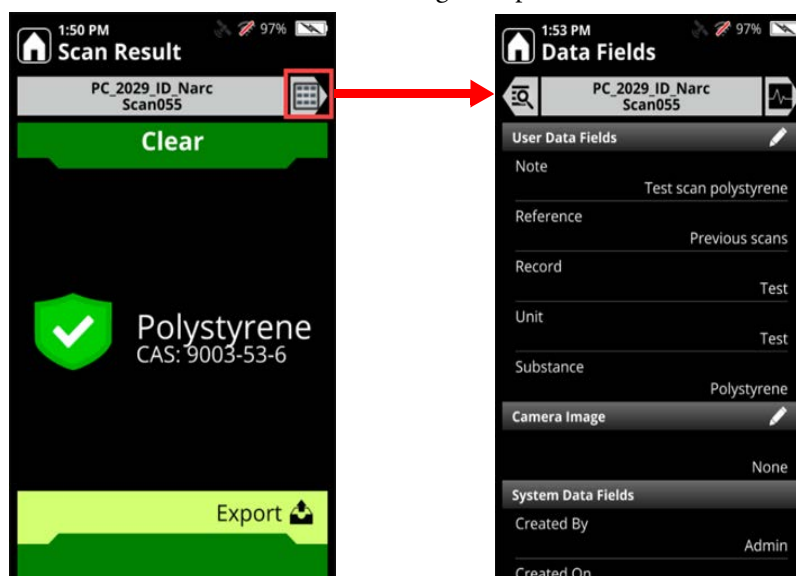 1:50 PM
97%
Scan Result
PC_2029_ID_Narc
Scan055
Clear
Polystyrene
CAS: 9003-53-6
Export
1:53 PM
97%
Data Fields
PC_2029_ID_Narc
Scan055
User Data Fields
Note
Test scan polystyrene
Reference
Previous scans
Record
Test
Unit
Test
Substance
Polystyrene
Camera Image
None
System Data Fields
Created By
Admin
Created On